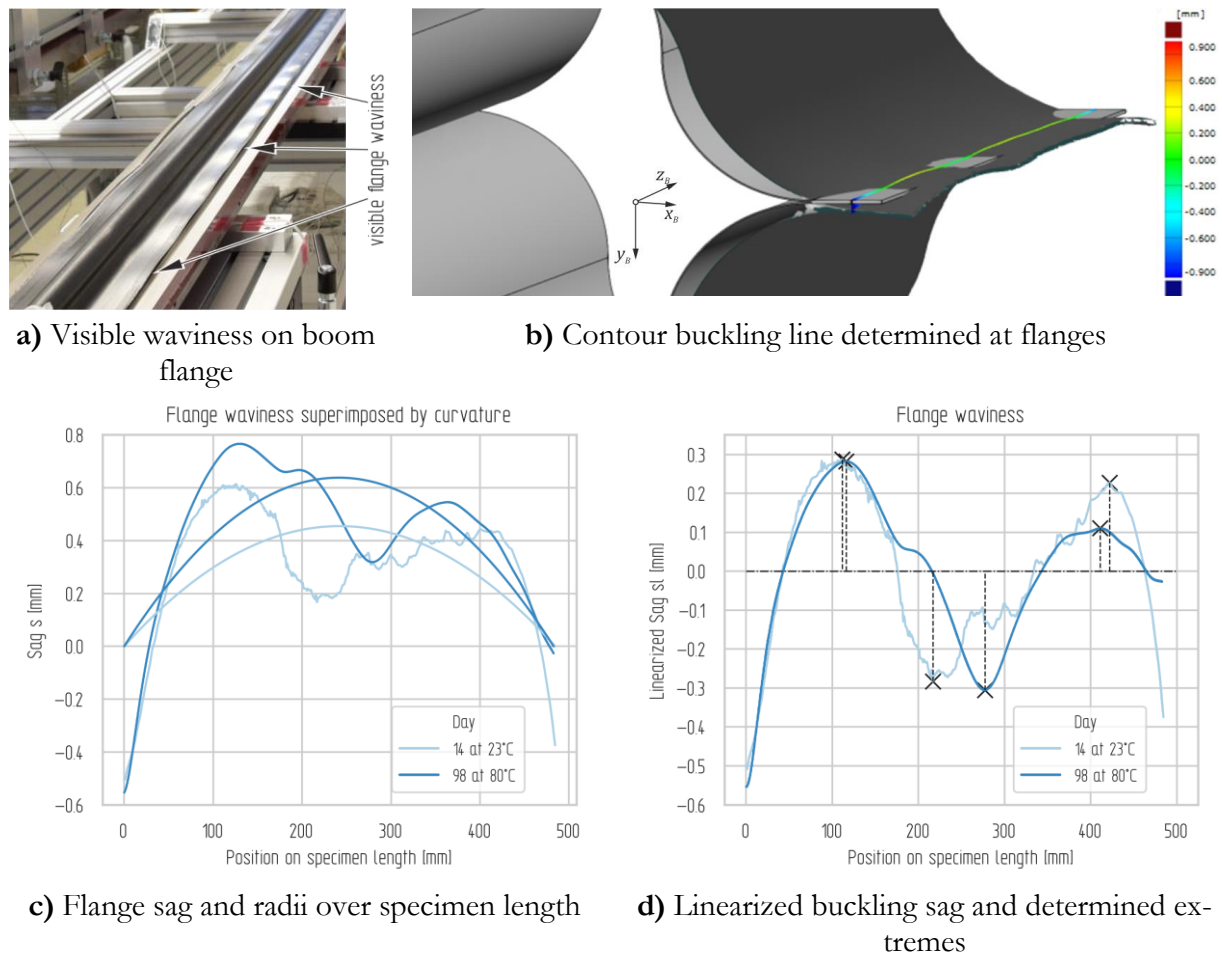 visible flange waviness
[mm]
0.900
0.600
0.400
0.200
0.000
-0.200
-0.400
-0.600
-0.900
z_B
x_B
y_B
a) Visible waviness on boom
flange
b) Contour buckling line determined at flanges
Flange waviness superimposed by curvature
Sag s [mm]
0.8
0.6
0.4
0.2
0.0
−0.2
−0.4
−0.6
Day
14 at 23°C
98 at 80°C
0 100 200 300 400 500
Position on specimen length [mm]
Flange waviness
Linearized Sag sl [mm]
0.3
0.2
0.1
0.0
−0.1
−0.2
−0.3
−0.4
−0.5
−0.6
Day
14 at 23°C
98 at 80°C
0 100 200 300 400 500
Position on specimen length [mm]
c) Flange sag and radii over specimen length
d) Linearized buckling sag and determined ex-
tremes